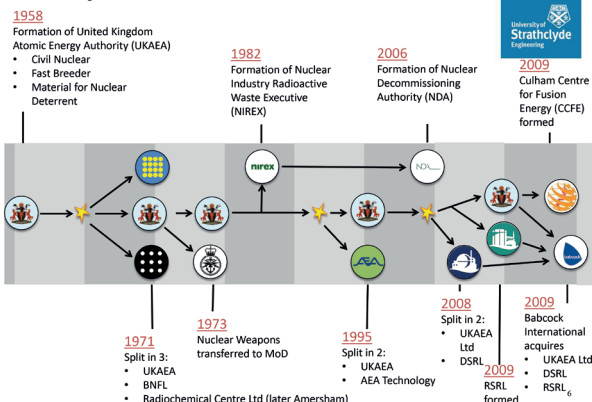 1958
Formation of United Kingdom
Atomic Energy Authority (UKAEA)
• Civil Nuclear
• Fast Breeder
• Material for Nuclear
Deterrent
1982
Formation of Nuclear
Industry Radioactive
Waste Executive
(NIREX)
2006
Formation of Nuclear
Decommissioning
Authority (NDA)
University of
Strathclyde
Engineering
2009
Culham Centre
for Fusion
Energy (CCFE)
formed
nirex
NDA
AEA
babcock
1971
Split in 3:
• UKAEA
• BNFL
• Radiochemical Centre Ltd (later Amersham)
1973
Nuclear Weapons
transferred to MoD
1995
Split in 2:
• UKAEA
• AEA Technology
2008
Split in 2:
• UKAEA
Ltd
• DSRL
2009
RSRL
formed
2009
Babcock
International
acquires
• UKAEA Ltd
• DSRL
• RSRL
6